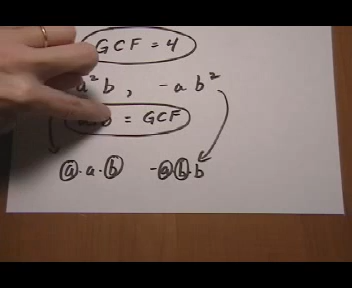 GCF = 4
a²b, -ab²
= GCF
a·a·b -a·b·b